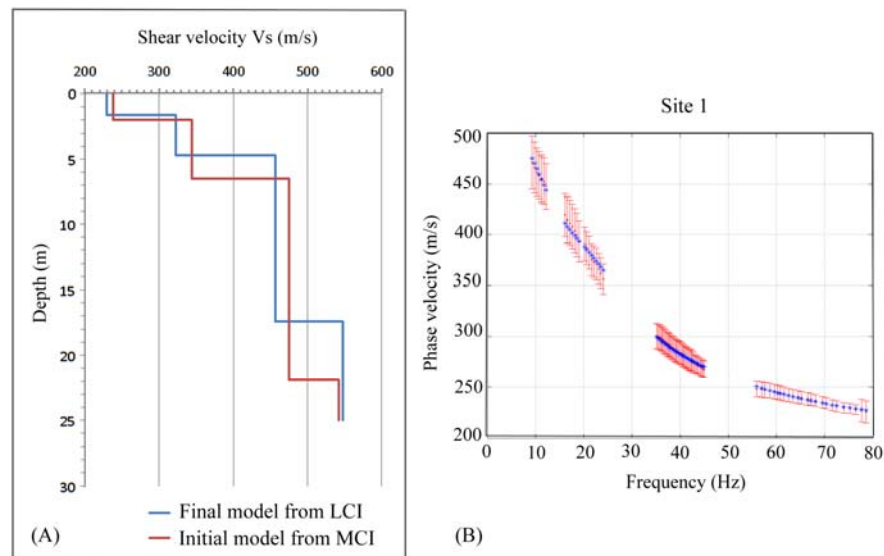 Shear velocity Vs (m/s)
200 300 400 500 600
0
5
10
15
20
25
30
Depth (m)
Final model from LCI
Initial model from MCI
(A)
Site 1
500
450
400
350
300
250
200
Phase velocity (m/s)
0 10 20 30 40 50 60 70 80
Frequency (Hz)
(B)